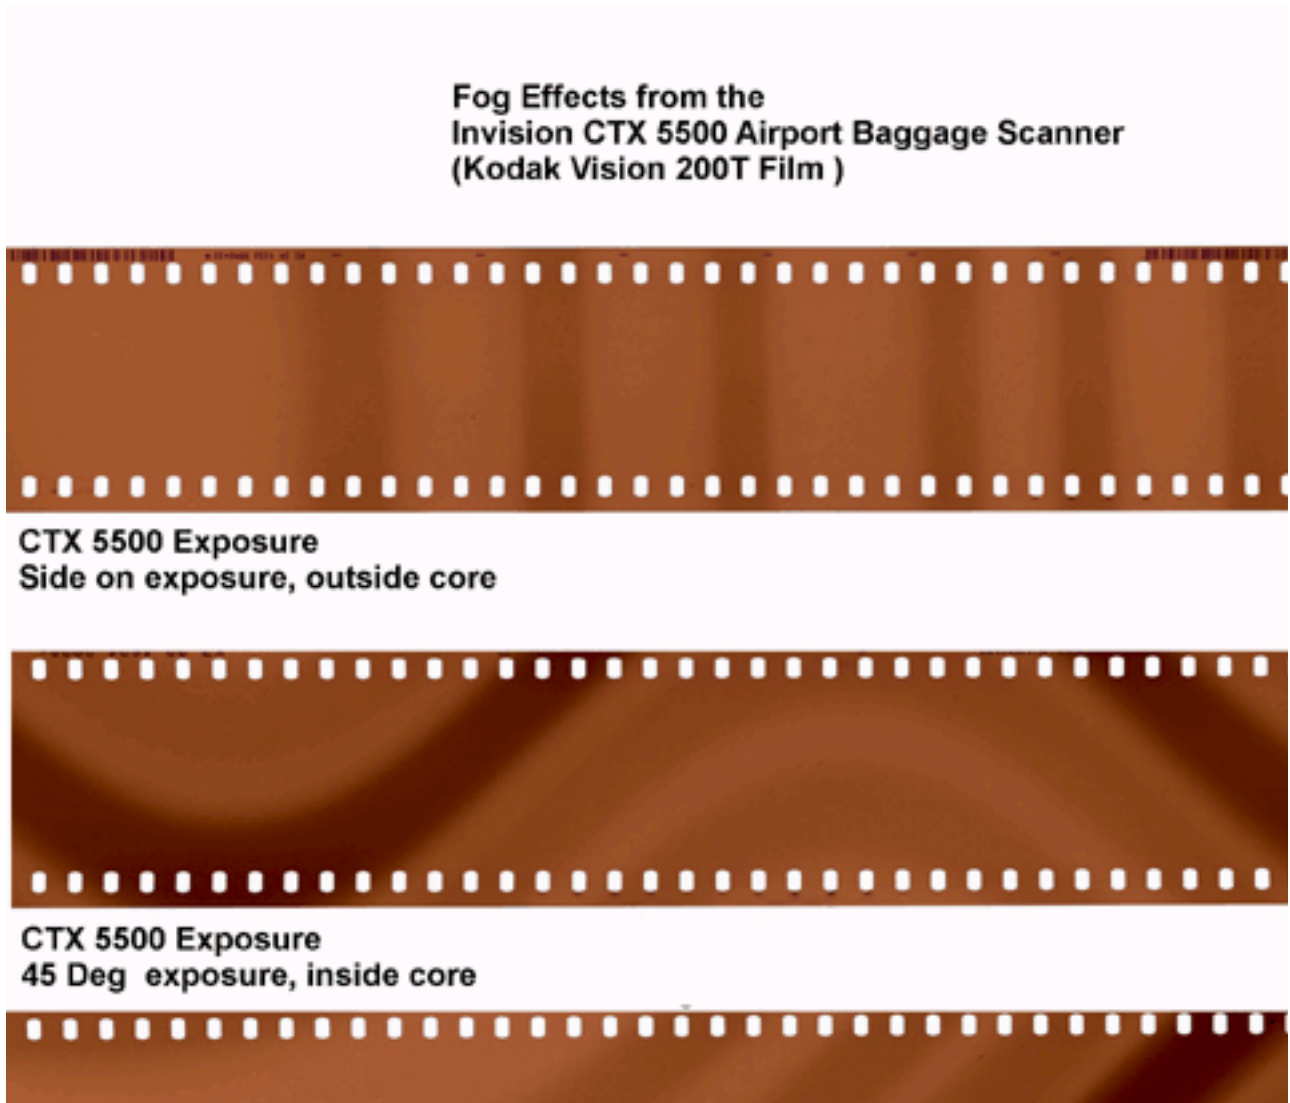 Fog Effects from the
Invision CTX 5500 Airport Baggage Scanner
(Kodak Vision 200T Film )
CTX 5500 Exposure
Side on exposure, outside core
CTX 5500 Exposure
45 Deg  exposure, inside core